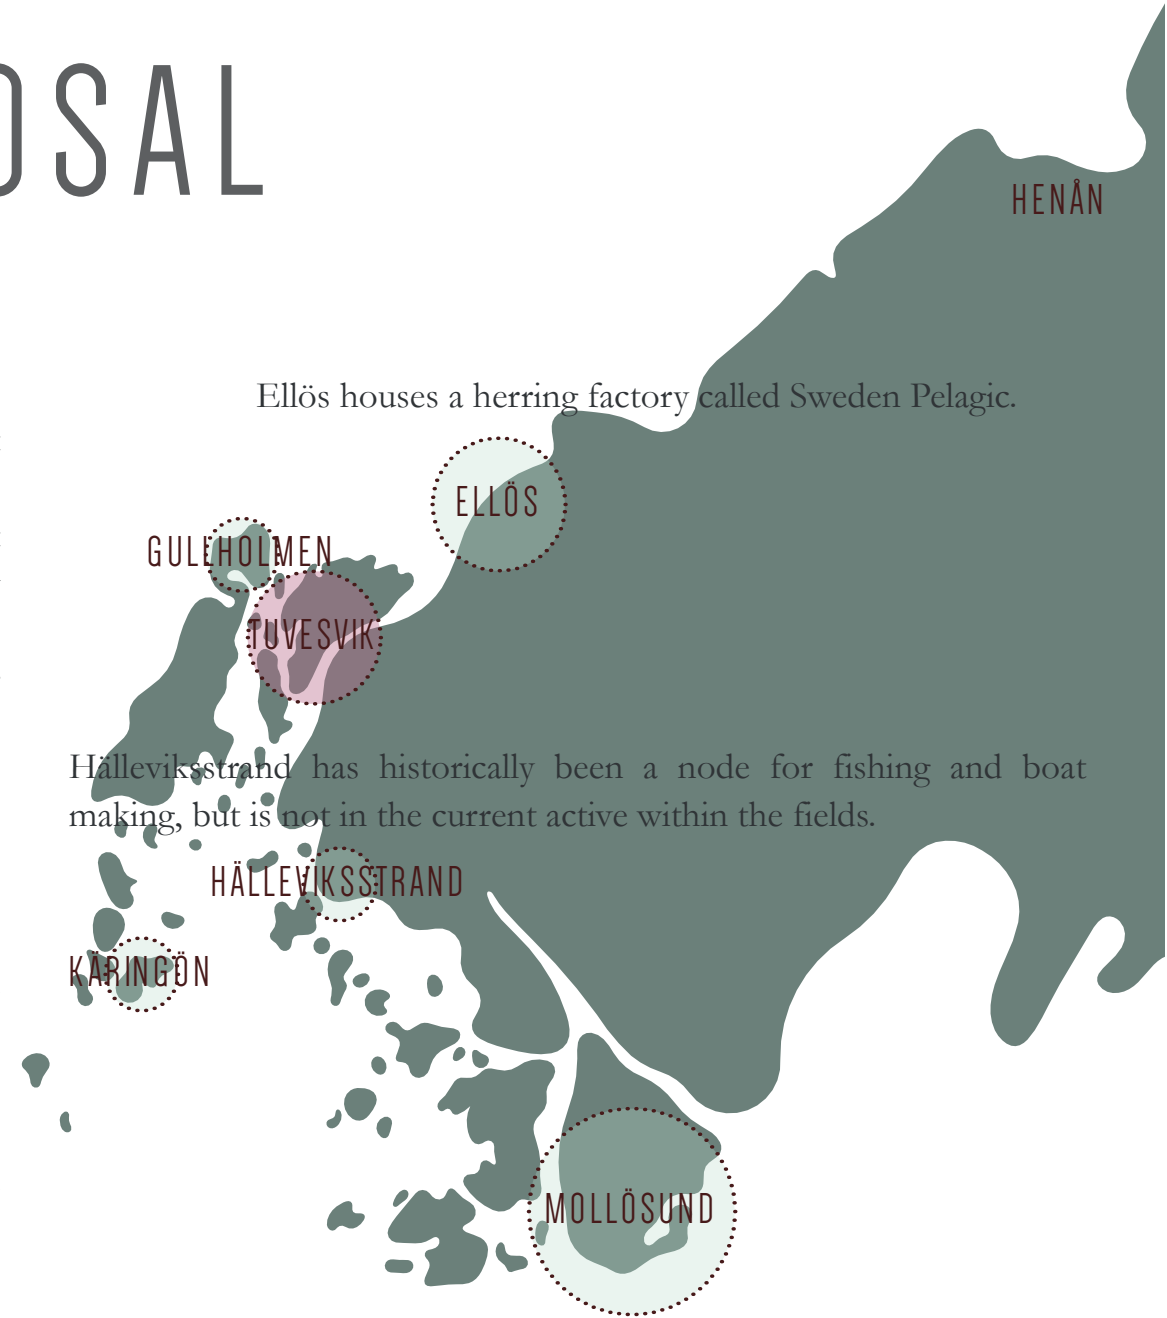 OSAL
HENÅN
Ellös houses a herring factory called Sweden Pelagic.
ELLÖS
GULLHOLMEN
TUVESVIK
Hälleviksstrand has historically been a node for fishing and boat
making, but is not in the current active within the fields.
HÄLLEVIKSSTRAND
KÄRINGÖN
MOLLÖSUND